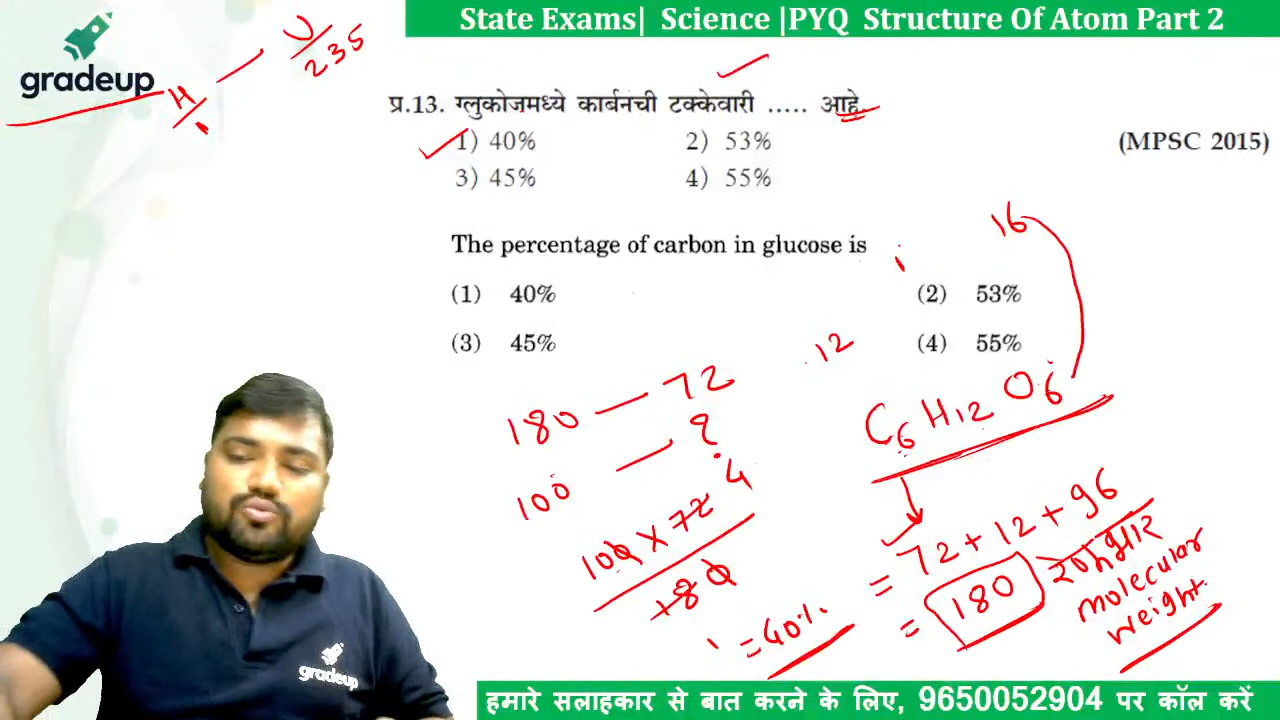 State Exams| Science |PYQ Structure Of Atom Part 2
gradeup
H/1 — U/235
प्र.13. ग्लुकोजमध्ये कार्बनची टक्केवारी ..... आहे.
1) 40% 2) 53%
(MPSC 2015)
3) 45% 4) 55%
The percentage of carbon in glucose is
(1) 40% (2) 53%
(3) 45% (4) 55%
16
12
1
C6H12O6
180 — 72
100 — ?
4
100 × 72
180
= 40%
= 72 + 12 + 96
= 180
molecular
weight
gradeup
हमारे सलाहकार से बात करने के लिए, 9650052904 पर कॉल करें